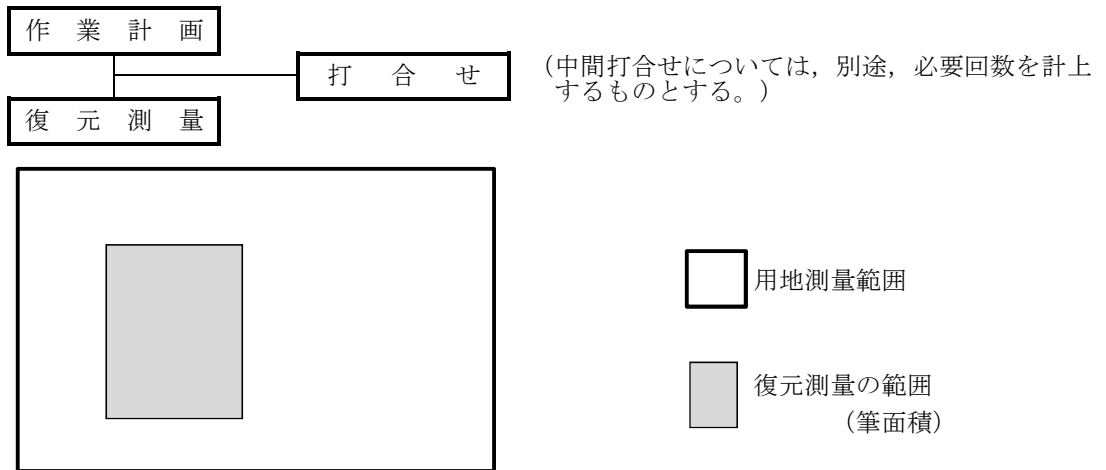 作業計画
打合せ
(中間打合せについては，別途，必要回数を計上
するものとする。)
復元測量
用地測量範囲
復元測量の範囲
(筆面積)